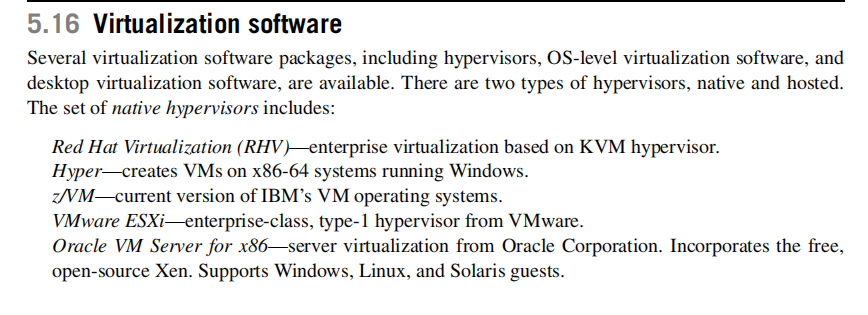 5.16 Virtualization software
Several virtualization software packages, including hypervisors, OS-level virtualization software, and
desktop virtualization software, are available. There are two types of hypervisors, native and hosted.
The set of native hypervisors includes:
Red Hat Virtualization (RHV)—enterprise virtualization based on KVM hypervisor.
Hyper—creates VMs on x86-64 systems running Windows.
z/VM—current version of IBM’s VM operating systems.
VMware ESXi—enterprise-class, type-1 hypervisor from VMware.
Oracle VM Server for x86—server virtualization from Oracle Corporation. Incorporates the free,
open-source Xen. Supports Windows, Linux, and Solaris guests.